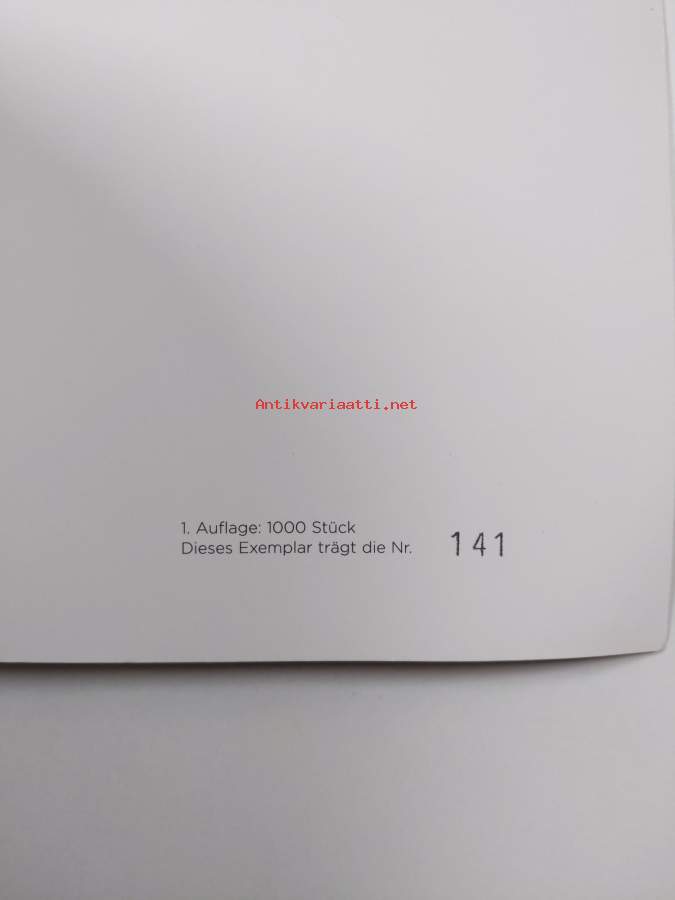 Antikvariaatti.net
1. Auflage: 1000 Stück
Dieses Exemplar trägt die Nr. 141